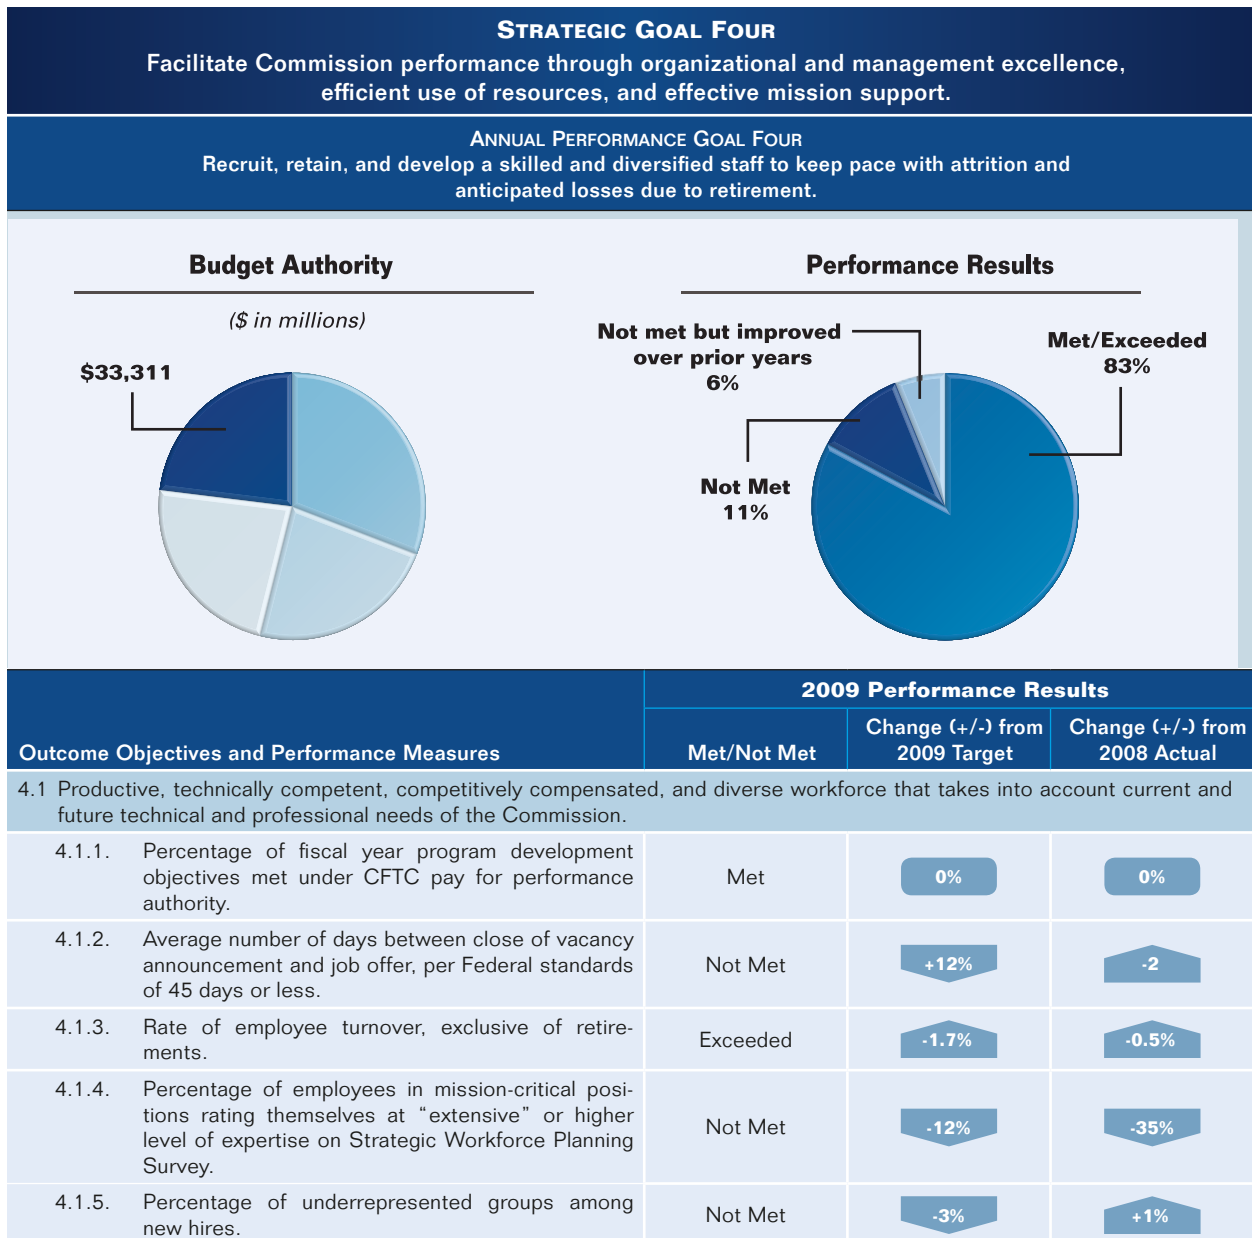 STRATEGIC GOAL FOUR
Facilitate Commission performance through organizational and management excellence,
efficient use of resources, and effective mission support.
ANNUAL PERFORMANCE GOAL FOUR
Recruit, retain, and develop a skilled and diversified staff to keep pace with attrition and
anticipated losses due to retirement.
Budget Authority
($ in millions)
$33,311
Performance Results
Not met but improved
over prior years
6%
Met/Exceeded
83%
Not Met
11%
Outcome Objectives and Performance Measures
2009 Performance Results
Met/Not Met
Change (+/-) from
2009 Target
Change (+/-) from
2008 Actual
4.1 Productive, technically competent, competitively compensated, and diverse workforce that takes into account current and
future technical and professional needs of the Commission.
4.1.1. Percentage of fiscal year program development
objectives met under CFTC pay for performance
authority.
Met
0%
0%
4.1.2. Average number of days between close of vacancy
announcement and job offer, per Federal standards
of 45 days or less.
Not Met
+12%
-2
4.1.3. Rate of employee turnover, exclusive of retire-
ments.
Exceeded
-1.7%
-0.5%
4.1.4. Percentage of employees in mission-critical posi-
tions rating themselves at “extensive” or higher
level of expertise on Strategic Workforce Planning
Survey.
Not Met
-12%
-35%
4.1.5. Percentage of underrepresented groups among
new hires.
Not Met
-3%
+1%